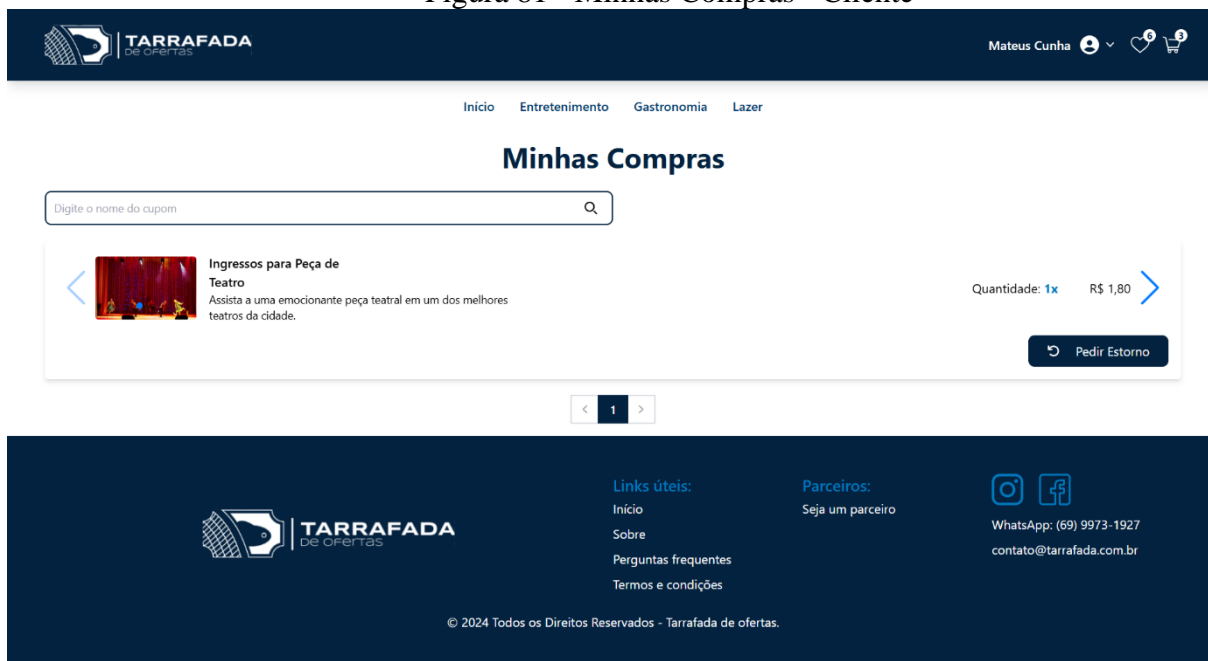 Figura 81 - Minhas Compras - Cliente
TARRAFADA
DE OFERTAS
Mateus Cunha
6
3
Início Entretenimento Gastronomia Lazer
Minhas Compras
Digite o nome do cupom
Ingressos para Peça de
Teatro
Assista a uma emocionante peça teatral em um dos melhores
teatros da cidade.
Quantidade: 1x R$ 1,80
Pedir Estorno
< 1 >
TARRAFADA
DE OFERTAS
Links úteis:
Início
Sobre
Perguntas frequentes
Termos e condições
Parceiros:
Seja um parceiro
WhatsApp: (69) 9973-1927
contato@tarrafada.com.br
© 2024 Todos os Direitos Reservados - Tarrafada de ofertas.